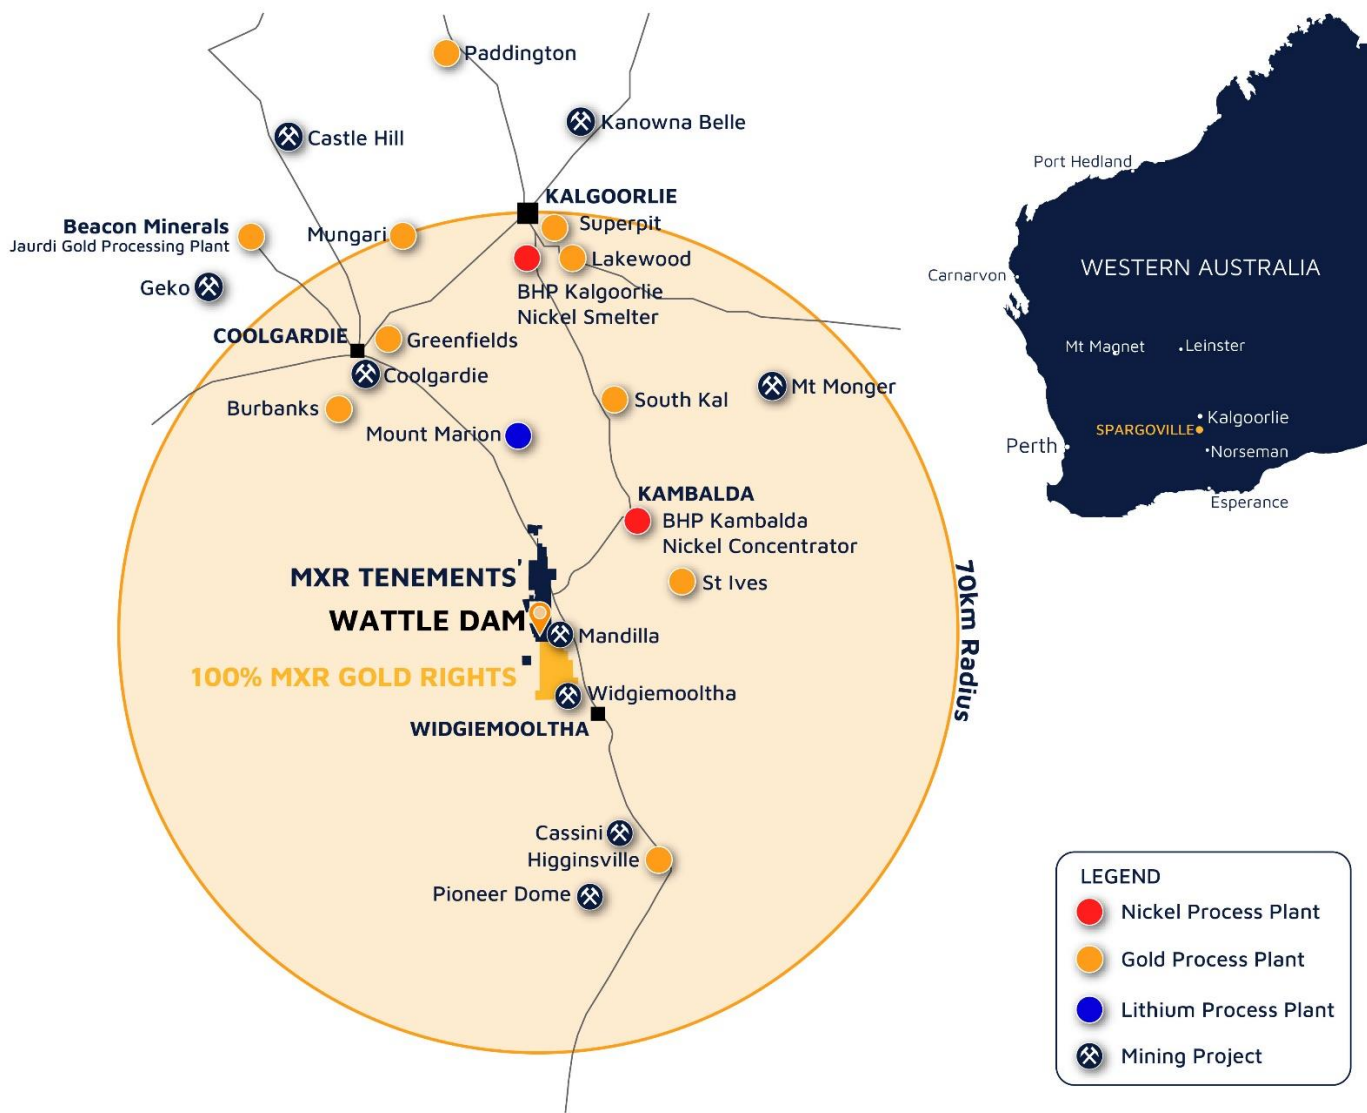 Paddington
Kanowna Belle
Castle Hill
KALGOORLIE
Superpit
Beacon Minerals
Jaurdi Gold Processing Plant
Mungari
Lakewood
Geko
BHP Kalgoorlie
Nickel Smelter
COOLGARDIE
Greenfields
Coolgardie
Mt Monger
Burbanks
South Kal
Mount Marion
KAMBALDA
BHP Kambalda
Nickel Concentrator
MXR TENEMENTS
St Ives
WATTLE DAM
Mandilla
100% MXR GOLD RIGHTS
Widgiemooltha
WIDGIEMOOLTHA
70km Radius
Cassini
Higginsville
Pioneer Dome
Port Hedland
WESTERN AUSTRALIA
Carnarvon
Mt Magnet
Leinster
Kalgoorlie
SPARGOVILLE
Perth
Norseman
Esperance
LEGEND
Nickel Process Plant
Gold Process Plant
Lithium Process Plant
Mining Project